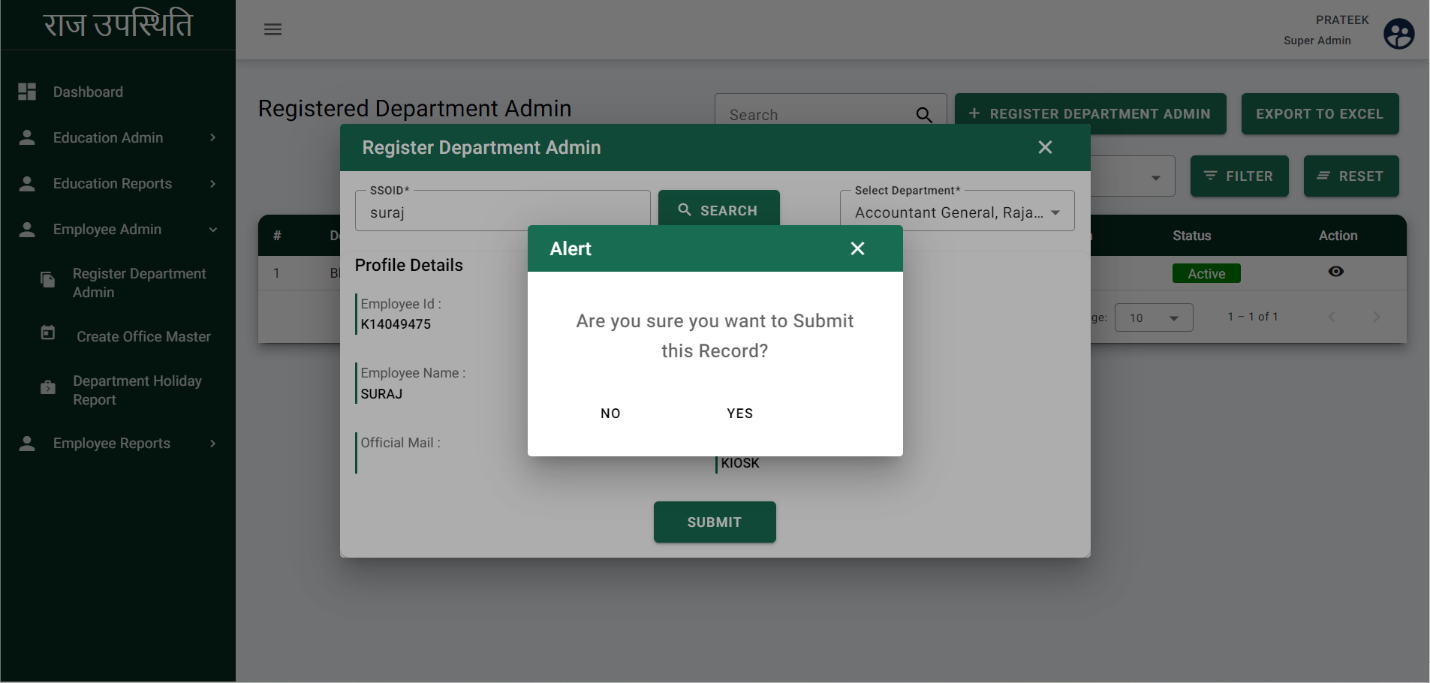 राज उपस्थिति
PRATEEK
Super Admin
Dashboard
Education Admin
Education Reports
Employee Admin
Register Department
Admin
Create Office Master
Department Holiday
Report
Employee Reports
Registered Department Admin
Search
+ REGISTER DEPARTMENT ADMIN
EXPORT TO EXCEL
FILTER
RESET
#
Status
Action
1
Active
10
1 – 1 of 1
Register Department Admin
SSOID*
suraj
SEARCH
Select Department*
Accountant General, Raja...
Profile Details
Employee Id :
K14049475
Employee Name :
SURAJ
Official Mail :
KIOSK
SUBMIT
Alert
Are you sure you want to Submit
this Record?
NO
YES